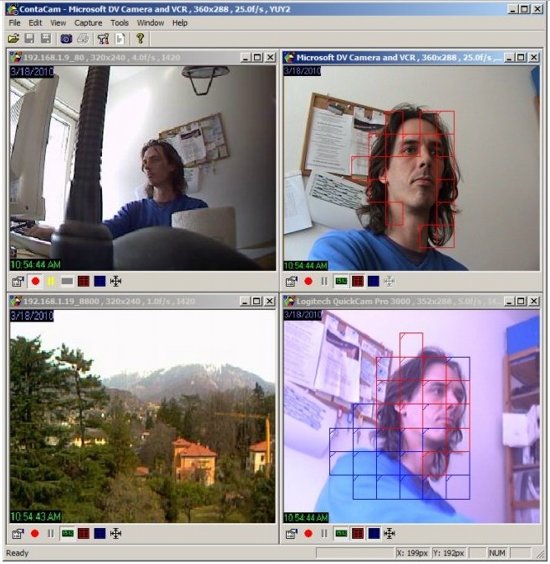 ContaCam - Microsoft DV Camera and VCR , 360x288 , 25.0f/s , YUY2
File Edit View Capture Tools Window Help
192.168.1.9_80 , 320x240 , 4.0f/s , I420
3/18/2010
10:54:44 AM
Microsoft DV Camera and VCR , 360x288 , 25.0f/s , ...
3/18/2010
10:54:44 AM
192.168.1.19_8800 , 320x240 , 1.0f/s , I420
3/18/2010
10:54:43 AM
Logitech QuickCam Pro 3000 , 352x288 , 5.0f/s , I4...
3/18/2010
10:54:44 AM
Ready
X: 199px
Y: 192px
NUM